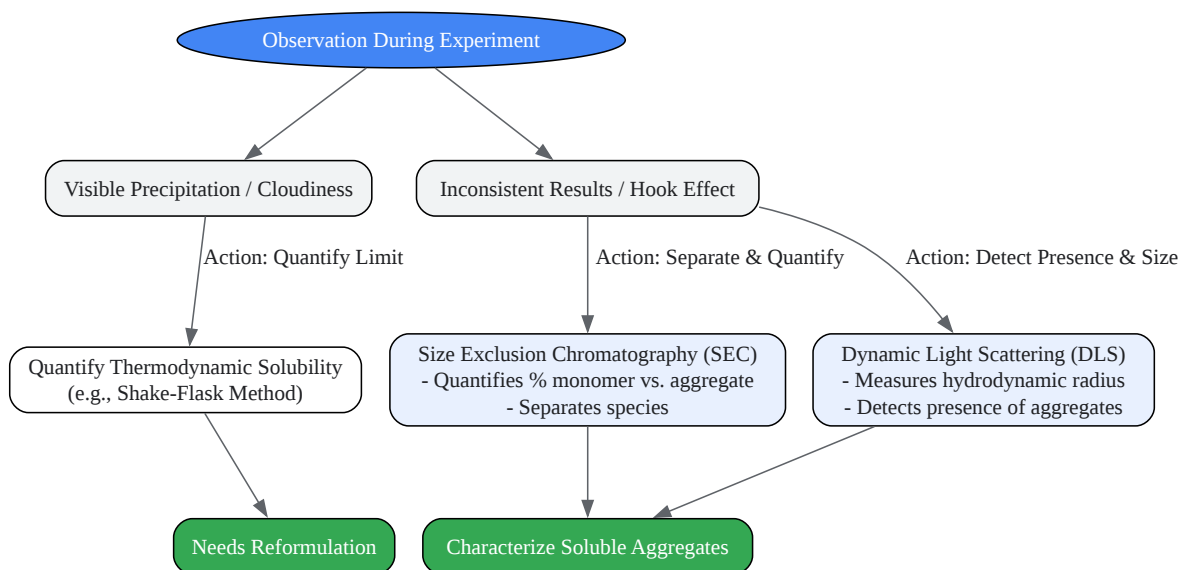 Observation During Experiment
Visible Precipitation / Cloudiness
Inconsistent Results / Hook Effect
Action: Quantify Limit
Action: Separate & Quantify
Action: Detect Presence & Size
Quantify Thermodynamic Solubility
(e.g., Shake-Flask Method)
Size Exclusion Chromatography (SEC)
- Quantifies % monomer vs. aggregate
- Separates species
Dynamic Light Scattering (DLS)
- Measures hydrodynamic radius
- Detects presence of aggregates
Needs Reformulation
Characterize Soluble Aggregates